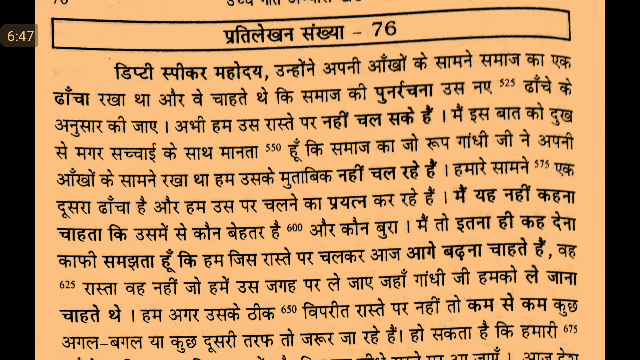 76
6:47
प्रतिलेखन संख्या – 76
डिप्टी स्पीकर महोदय, उन्होंने अपनी आँखों के सामने समाज का एक
ढाँचा रखा था और वे चाहते थे कि समाज की पुनर्रचना उस नए 525 ढाँचे के
अनुसार की जाए । अभी हम उस रास्ते पर नहीं चल सके हैं । मैं इस बात को दुख
से मगर सच्चाई के साथ मानता 550 हूँ कि समाज का जो रूप गांधी जी ने अपनी
आँखों के सामने रखा था हम उसके मुताबिक नहीं चल रहे हैं । हमारे सामने 575 एक
दूसरा ढाँचा है और हम उस पर चलने का प्रयत्न कर रहे हैं । मैं यह नहीं कहना
चाहता कि उसमें से कौन बेहतर है 600 और कौन बुरा । मैं तो इतना ही कह देना
काफी समझता हूँ कि हम जिस रास्ते पर चलकर आज आगे बढ़ना चाहते हैं, वह
625 रास्ता वह नहीं जो हमें उस जगह पर ले जाए जहाँ गांधी जी हमको ले जाना
चाहते थे । हम अगर उसके ठीक 650 विपरीत रास्ते पर नहीं तो कम से कम कुछ
अगल–बगल या कुछ दूसरी तरफ तो जरूर जा रहे हैं। हो सकता है कि हमारी 675